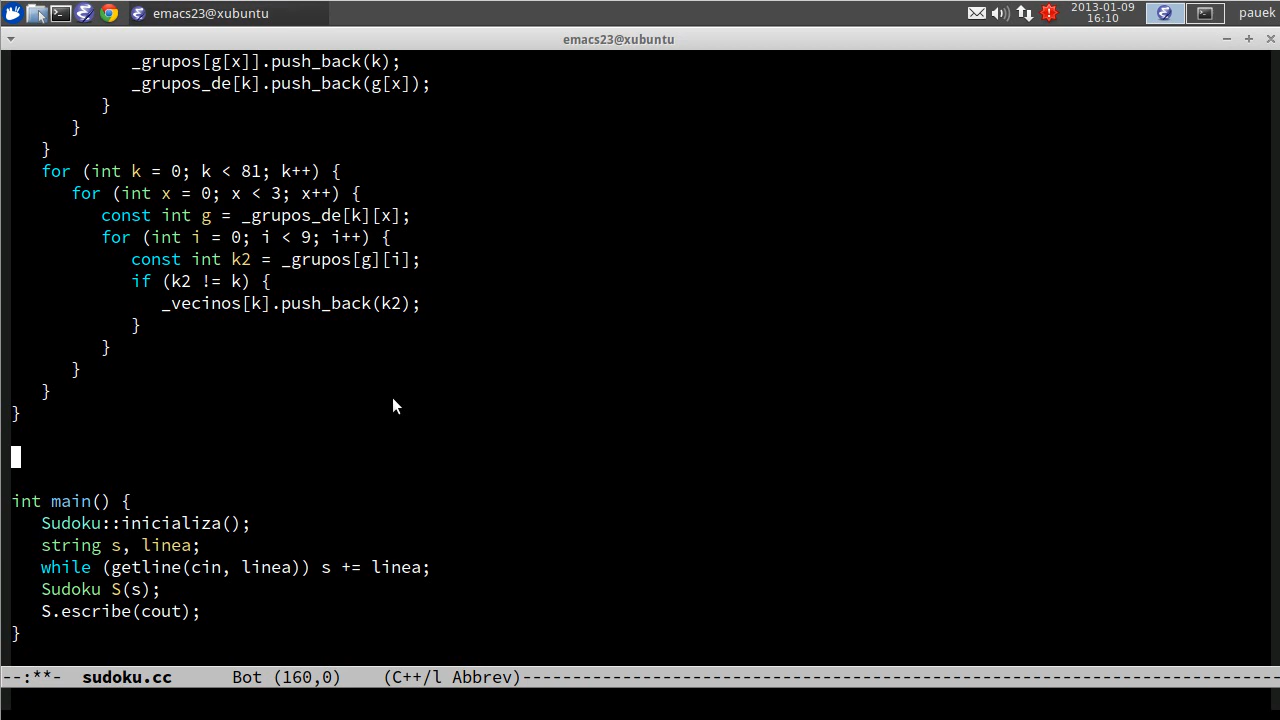 emacs23@xubuntu
2013-01-09
16:10
pauek
emacs23@xubuntu
_grupos[g[x]].push_back(k);
_grupos_de[k].push_back(g[x]);
}
}
}
for (int k = 0; k < 81; k++) {
for (int x = 0; x < 3; x++) {
const int g = _grupos_de[k][x];
for (int i = 0; i < 9; i++) {
const int k2 = _grupos[g][i];
if (k2 != k) {
_vecinos[k].push_back(k2);
}
}
}
}
}
int main() {
Sudoku::inicializa();
string s, linea;
while (getline(cin, linea)) s += linea;
Sudoku S(s);
S.escribe(cout);
}
--:**-  sudoku.cc      Bot (160,0)    (C++/l Abbrev)----------------------------------------------------------------------------